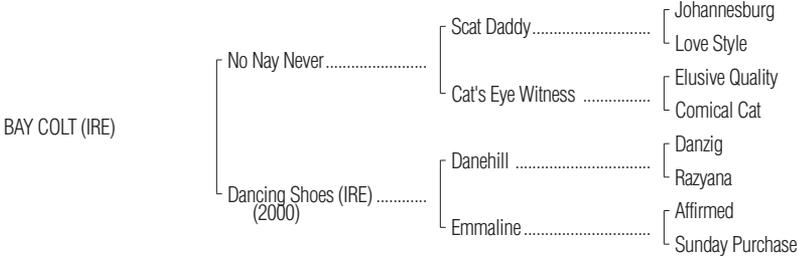 Johannesburg
Scat Daddy..............................
Love Style
No Nay Never.......................
Elusive Quality
Cat's Eye Witness .................
Comical Cat
BAY COLT (IRE)
Danzig
Danehill ..................................
Razyana
Dancing Shoes (IRE) ............
(2000)
Affirmed
Emmaline................................
Sunday Purchase